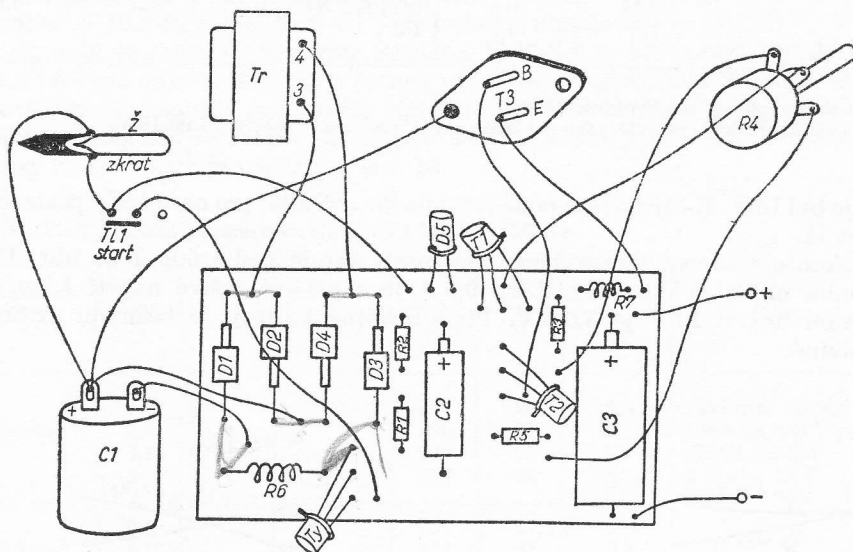 4
Tr
3
B
T3
E
R4
Ž
zkrat
TL1
start
D5
T1
R7
+
D1
D2
D4
D3
R2
R3
+
+
C2
C3
T2
+
-
C1
R1
R5
R6
Ty
-